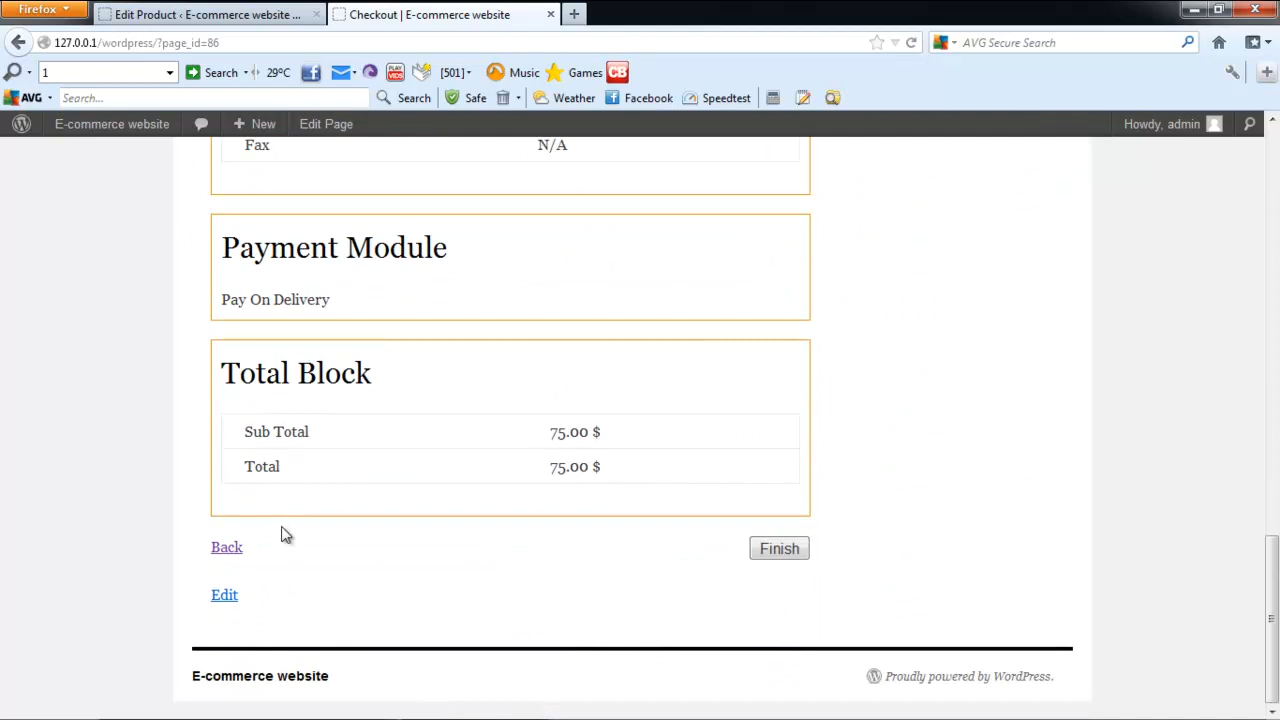 Firefox
Edit Product ‹ E-commerce website ...
Checkout | E-commerce website
127.0.0.1/wordpress/?page_id=86
AVG Secure Search
1
Search
29°C
PLAY VIDS
[501]
Music
Games
CB
AVG
Search...
Search
Safe
Weather
Facebook
Speedtest
E-commerce website
New
Edit Page
Howdy, admin
Fax N/A
Payment Module
Pay On Delivery
Total Block
Sub Total 75.00 $
Total 75.00 $
Back
Finish
Edit
E-commerce website
Proudly powered by WordPress.